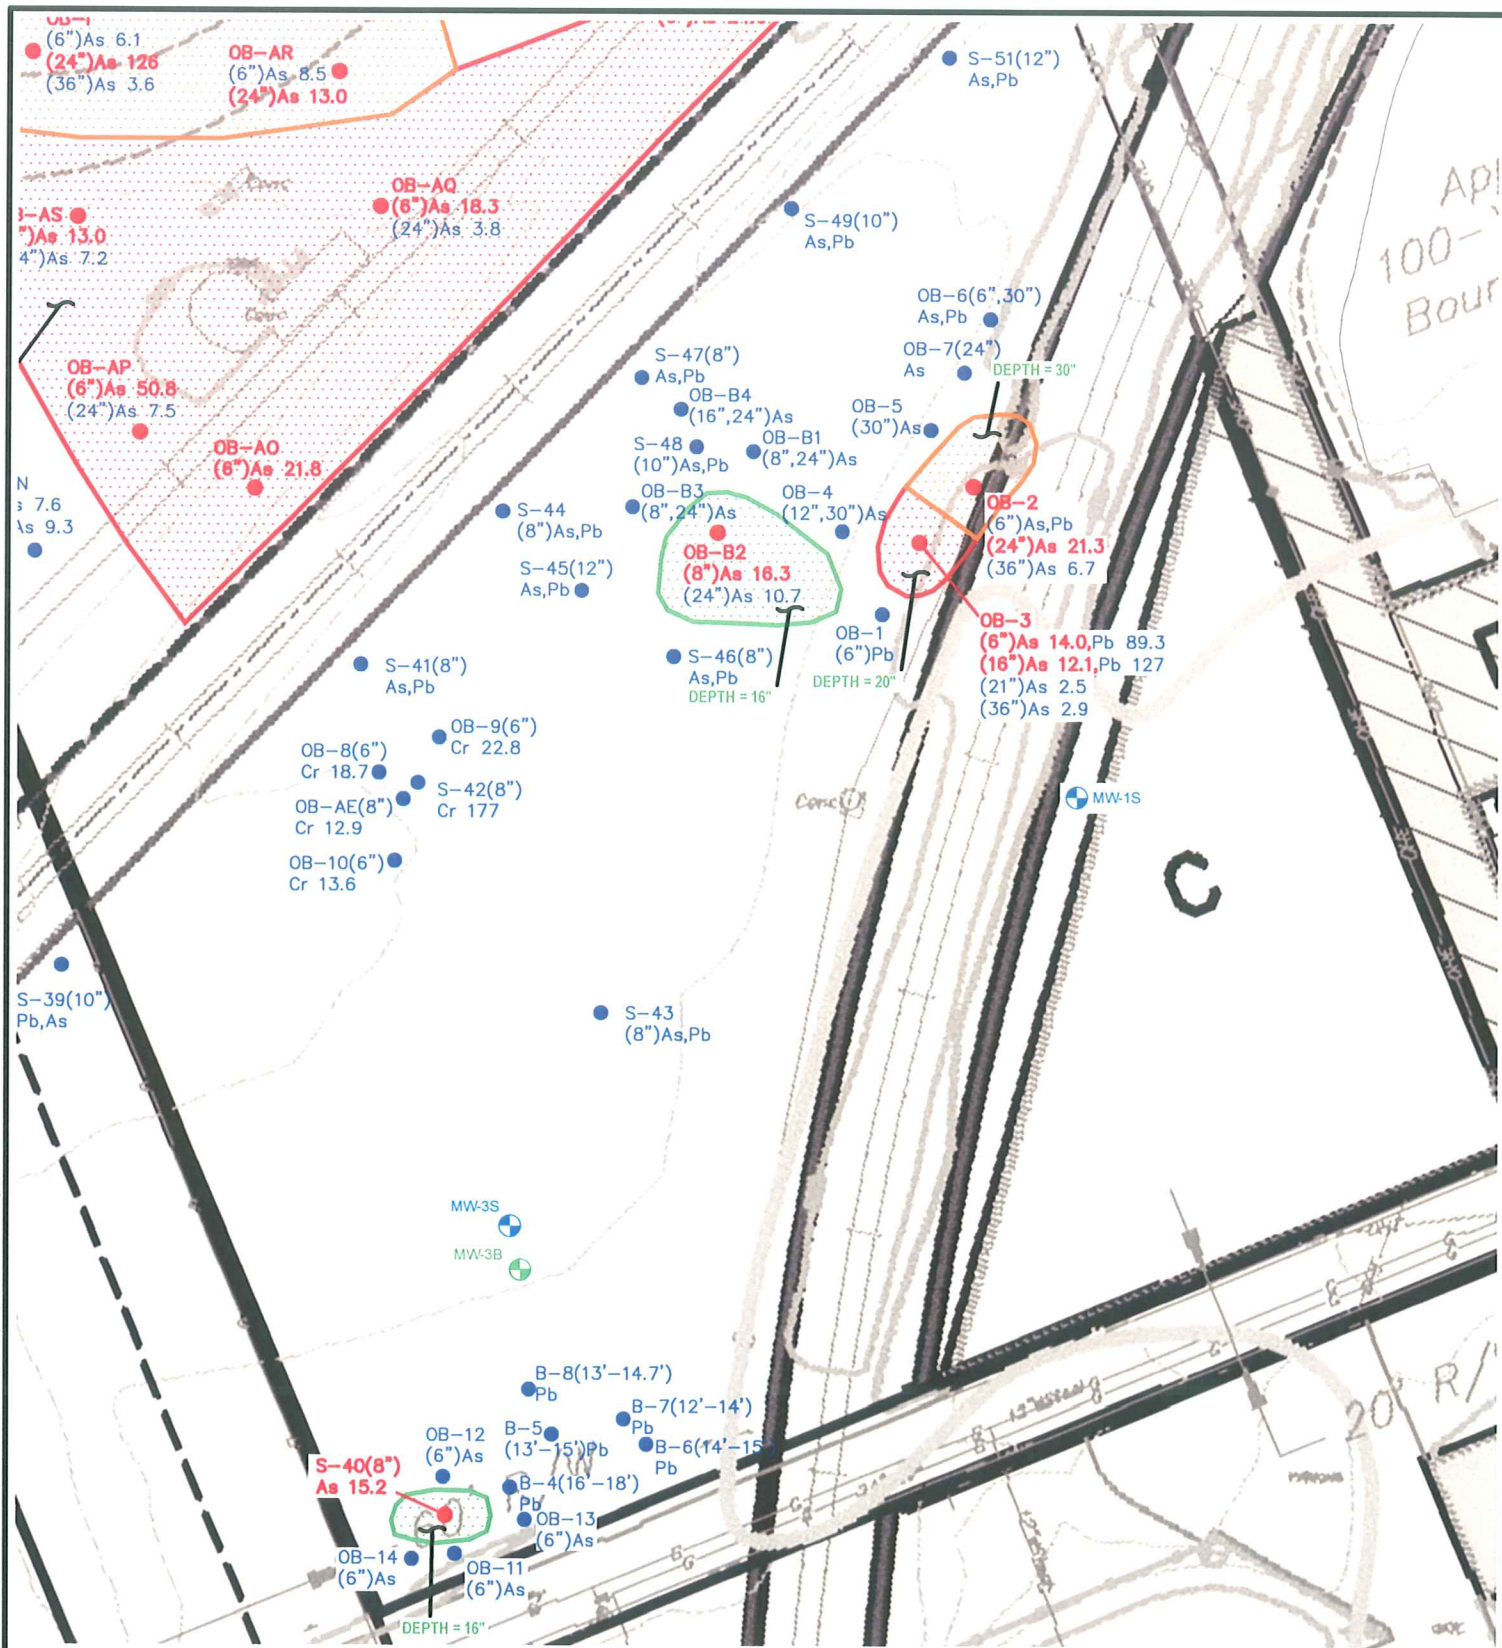 (6")As 6.1
(24")As 126
(36")As 3.6
OB-AR
(6")As 8.5
(24")As 13.0
S-51(12")
As,Pb
OB-AQ
(6")As 18.3
(24")As 3.8
-AS
")As 13.0
4")As 7.2
S-49(10")
As,Pb
100-
Bour
OB-6(6",30")
As,Pb
OB-7(24")
As
DEPTH = 30"
S-47(8")
As,Pb
OB-B4
(16",24")As
OB-AP
(6")As 50.8
(24")As 7.5
OB-5
(30")As
S-48
(10")As,Pb
OB-B1
(8",24")As
OB-AO
(6")As 21.8
N
s 7.6
As 9.3
OB-B3
(8",24")As
OB-4
(12",30")As
S-44
(8")As,Pb
OB-2
(6")As,Pb
(24")As 21.3
(36")As 6.7
OB-B2
(8")As 16.3
(24")As 10.7
S-45(12")
As,Pb
OB-3
(6")As 14.0,Pb 89.3
(16")As 12.1,Pb 127
(21")As 2.5
(36")As 2.9
OB-1
(6")Pb
S-46(8")
As,Pb
DEPTH = 16"
DEPTH = 20"
S-41(8")
As,Pb
OB-9(6")
Cr 22.8
OB-8(6")
Cr 18.7
S-42(8")
Cr 177
OB-AE(8")
Cr 12.9
Conc
MW-1S
OB-10(6")
Cr 13.6
C
S-39(10")
Pb,As
S-43
(8")As,Pb
MW-3S
MW-3B
B-8(13'-14.7')
Pb
B-7(12'-14')
Pb
20' R/
OB-12
(6")As
B-5
(13'-15')Pb
B-6(14'-15'
Pb
S-40(8")
As 15.2
B-4(16'-18')
Pb
OB-13
(6")As
OB-14
(6")As
OB-11
(6")As
DEPTH = 16"